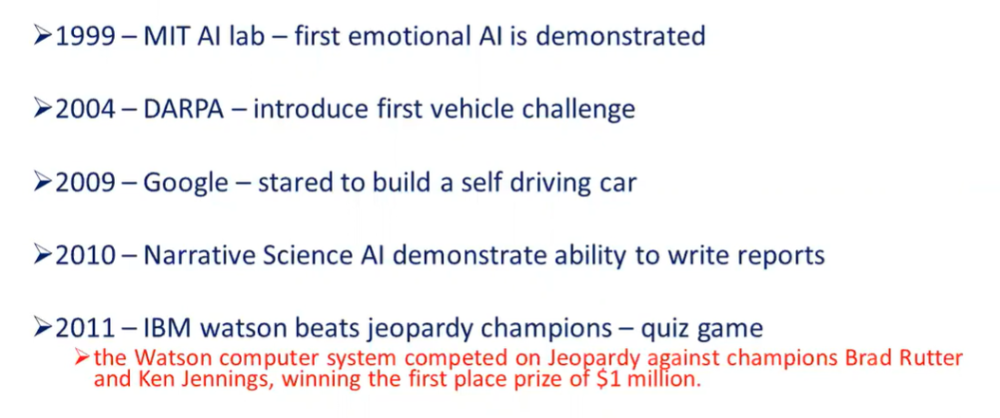 ➢1999 – MIT AI lab – first emotional AI is demonstrated
➢2004 – DARPA – introduce first vehicle challenge
➢2009 – Google – stared to build a self driving car
➢2010 – Narrative Science AI demonstrate ability to write reports
➢2011 – IBM watson beats jeopardy champions – quiz game
➢the Watson computer system competed on Jeopardy against champions Brad Rutter
and Ken Jennings, winning the first place prize of $1 million.